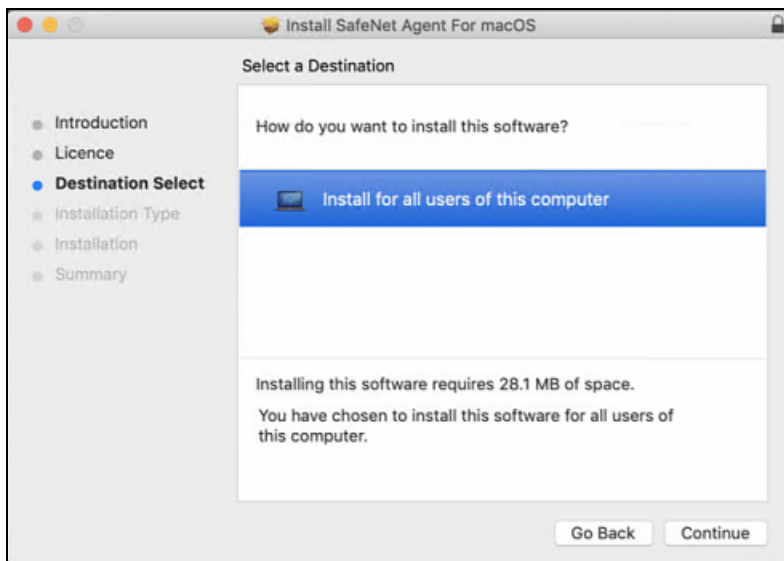 Install SafeNet Agent For macOS
Select a Destination
Introduction
Licence
Destination Select
Installation Type
Installation
Summary
How do you want to install this software?
Install for all users of this computer
Installing this software requires 28.1 MB of space.
You have chosen to install this software for all users of
this computer.
Go Back
Continue